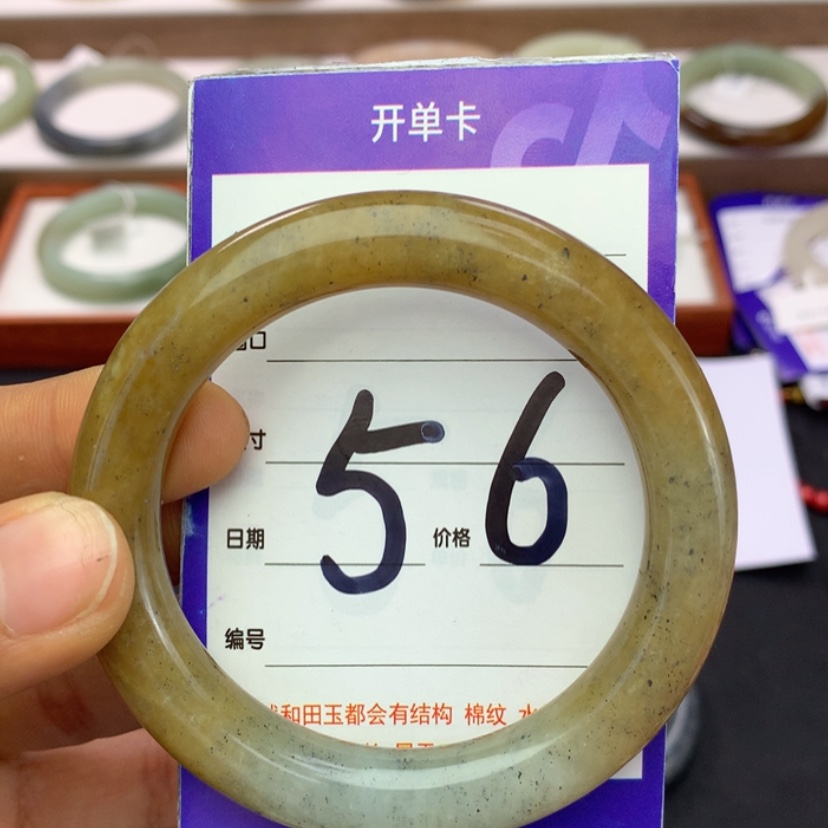 开单卡
口
寸
56
日期 价格
编号
和田玉都会有结构 棉纹 水